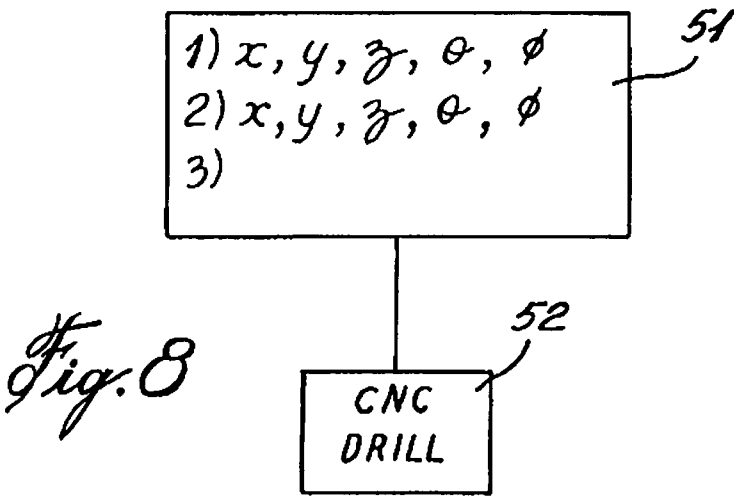 51
1) x, y, z, θ, φ
2) x, y, z, θ, φ
3)
52
CNC
DRILL
Fig. 8